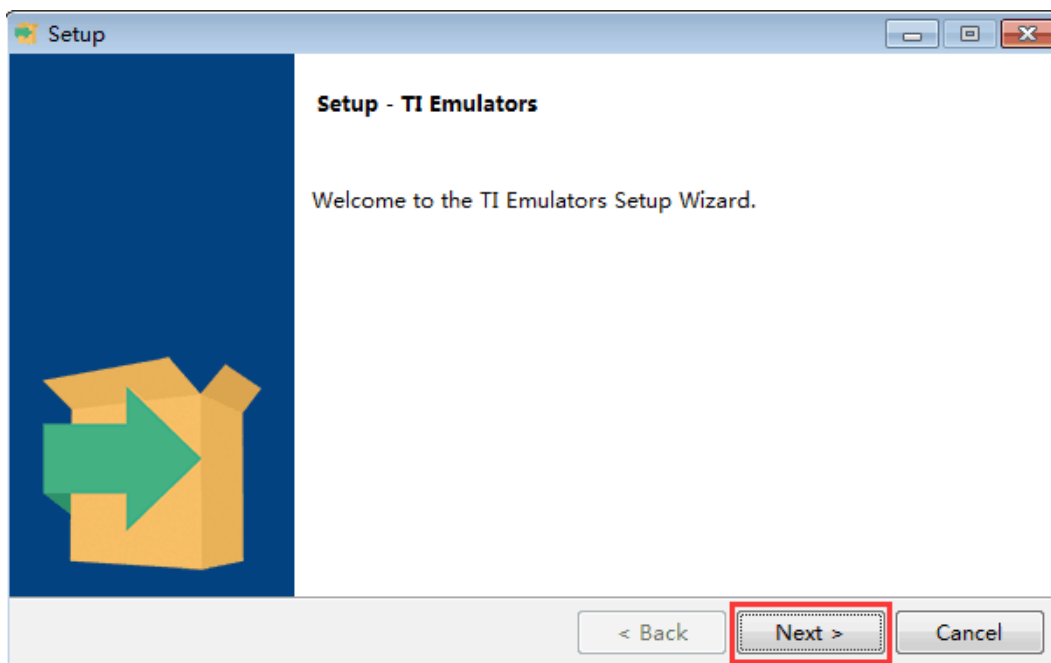 Setup
Setup - TI Emulators
Welcome to the TI Emulators Setup Wizard.
< Back
Next >
Cancel